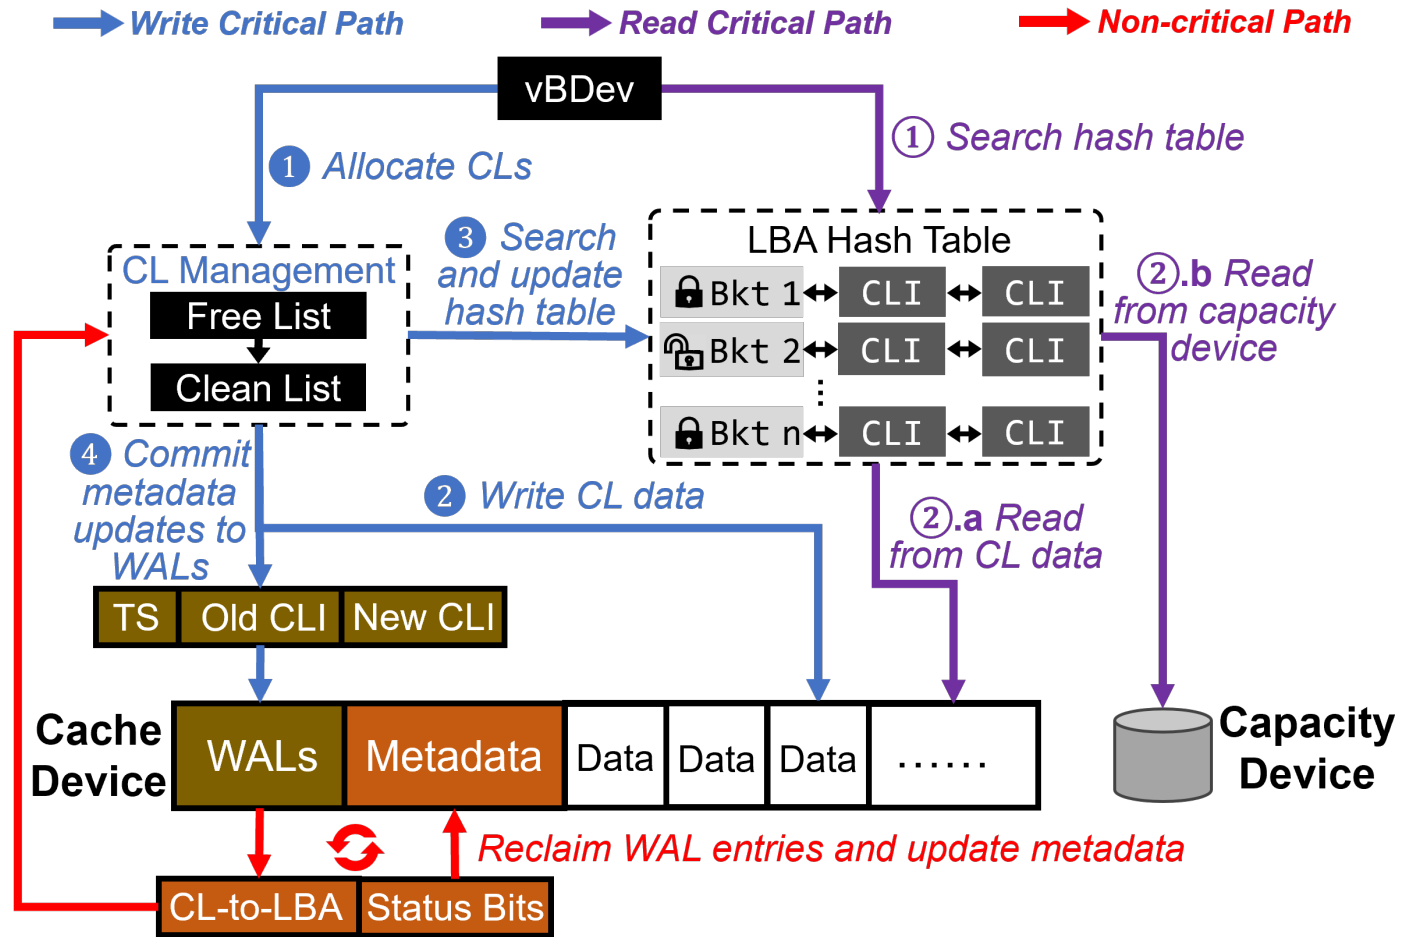 Write Critical Path
Read Critical Path
Non-critical Path
vBDev
1 Allocate CLs
1 Search hash table
CL Management
Free List
Clean List
3 Search
and update
hash table
LBA Hash Table
Bkt 1 CLI CLI
Bkt 2 CLI CLI
Bkt n CLI CLI
2.b Read
from capacity
device
4 Commit
metadata
updates to
WALs
2 Write CL data
2.a Read
from CL data
TS Old CLI New CLI
Cache
Device
WALs Metadata Data Data Data ......
Capacity
Device
Reclaim WAL entries and update metadata
CL-to-LBA Status Bits